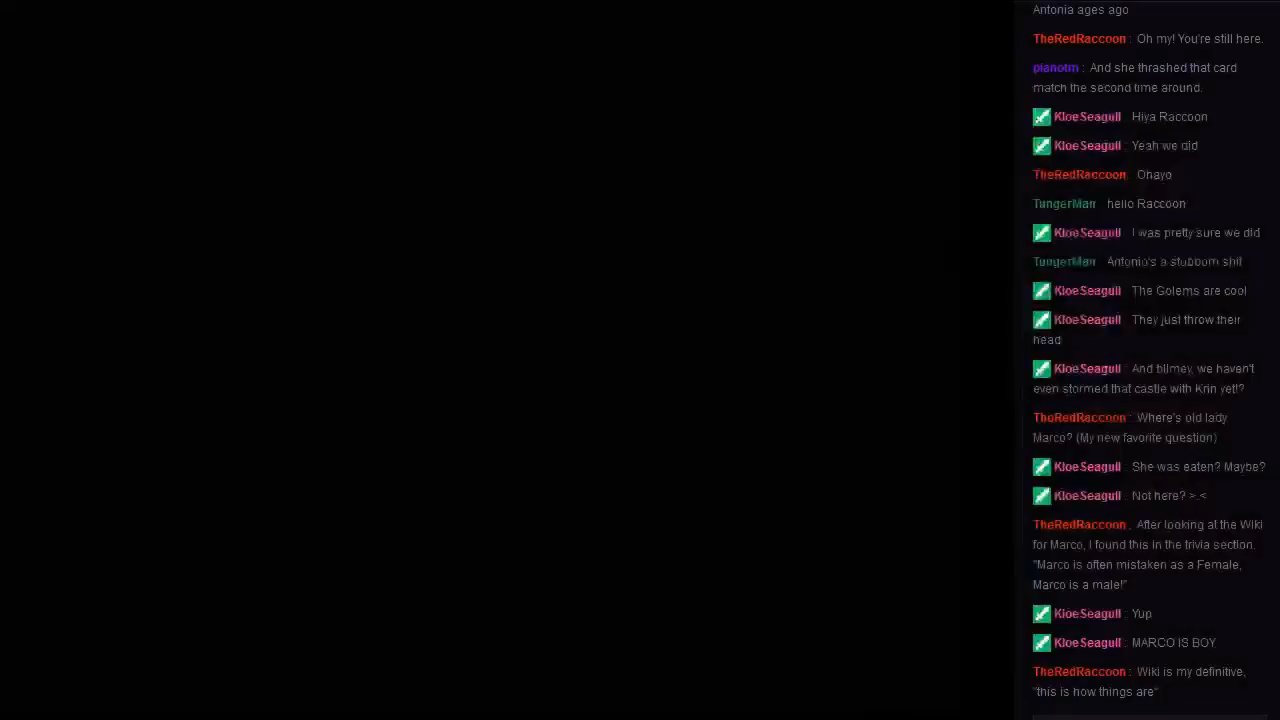 Antonia ages ago
TheRedRaccoon : Oh my! You're still here.
pianotm : And she thrashed that card
match the second time around.
KloeSeagull : Hiya Raccoon
KloeSeagull : Yeah we did
TheRedRaccoon : Ohayo
TungerMan : hello Raccoon
KloeSeagull : I was pretty sure we did
TungerMan : Antonio's a stubborn shit
KloeSeagull : The Golems are cool
KloeSeagull : They just throw their
head
KloeSeagull : And blimey, we haven't
even stormed that castle with Krin yet!?
TheRedRaccoon : Where's old lady
Marco? (My new favorite question)
KloeSeagull : She was eaten? Maybe?
KloeSeagull : Not here? >.<
TheRedRaccoon : After looking at the Wiki
for Marco, I found this in the trivia section.
"Marco is often mistaken as a Female,
Marco is a male!"
KloeSeagull : Yup
KloeSeagull : MARCO IS BOY
TheRedRaccoon : Wiki is my definitive,
"this is how things are"